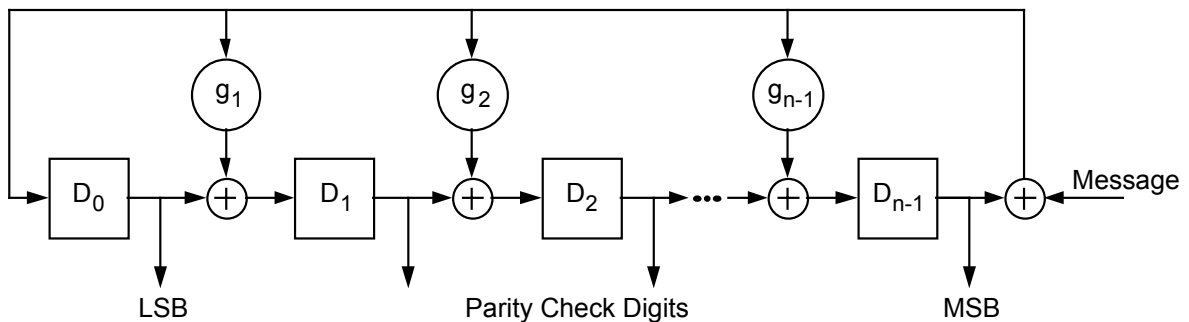 g1 g2 gn-1
D0 D1 D2 ... Dn-1 Message
LSB Parity Check Digits MSB